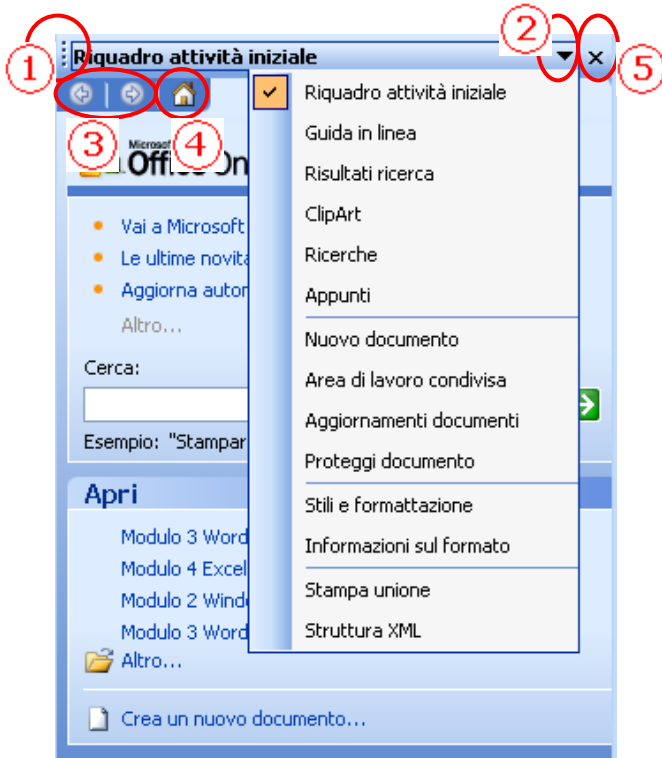 1
2
Riquadro attività iniziale
5
3
4
Microsoft
Office On
Riquadro attività iniziale
Guida in linea
Risultati ricerca
ClipArt
Ricerche
Appunti
Nuovo documento
Area di lavoro condivisa
Aggiornamenti documenti
Proteggi documento
Stili e formattazione
Informazioni sul formato
Stampa unione
Struttura XML
Vai a Microsoft
Le ultime novità
Aggiorna autor
Altro...
Cerca:
Esempio: "Stampar
Apri
Modulo 3 Word
Modulo 4 Excel
Modulo 2 Windo
Modulo 3 Word
Altro...
Crea un nuovo documento...